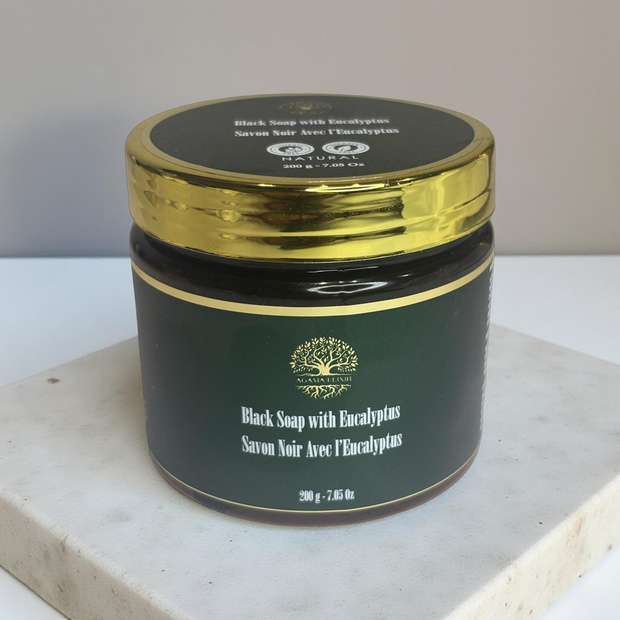 Black Soap with Eucalyptus
Savon Noir Avec l'Eucalyptus
NATURAL
200 g - 7.05 Oz
AGAMA ELIXIR
Black Soap with Eucalyptus
Savon Noir Avec l'Eucalyptus
200 g - 7.05 Oz